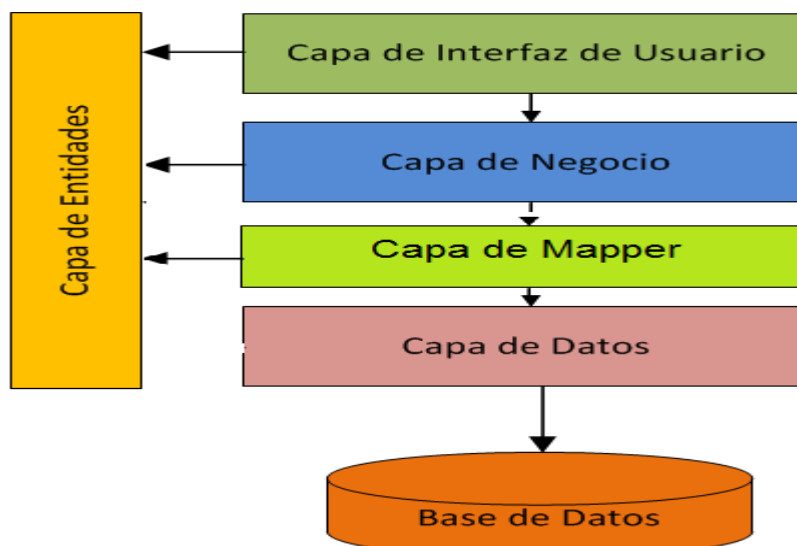 Capa de Interfaz de Usuario
Capa de Entidades
Capa de Negocio
Capa de Mapper
Capa de Datos
Base de Datos